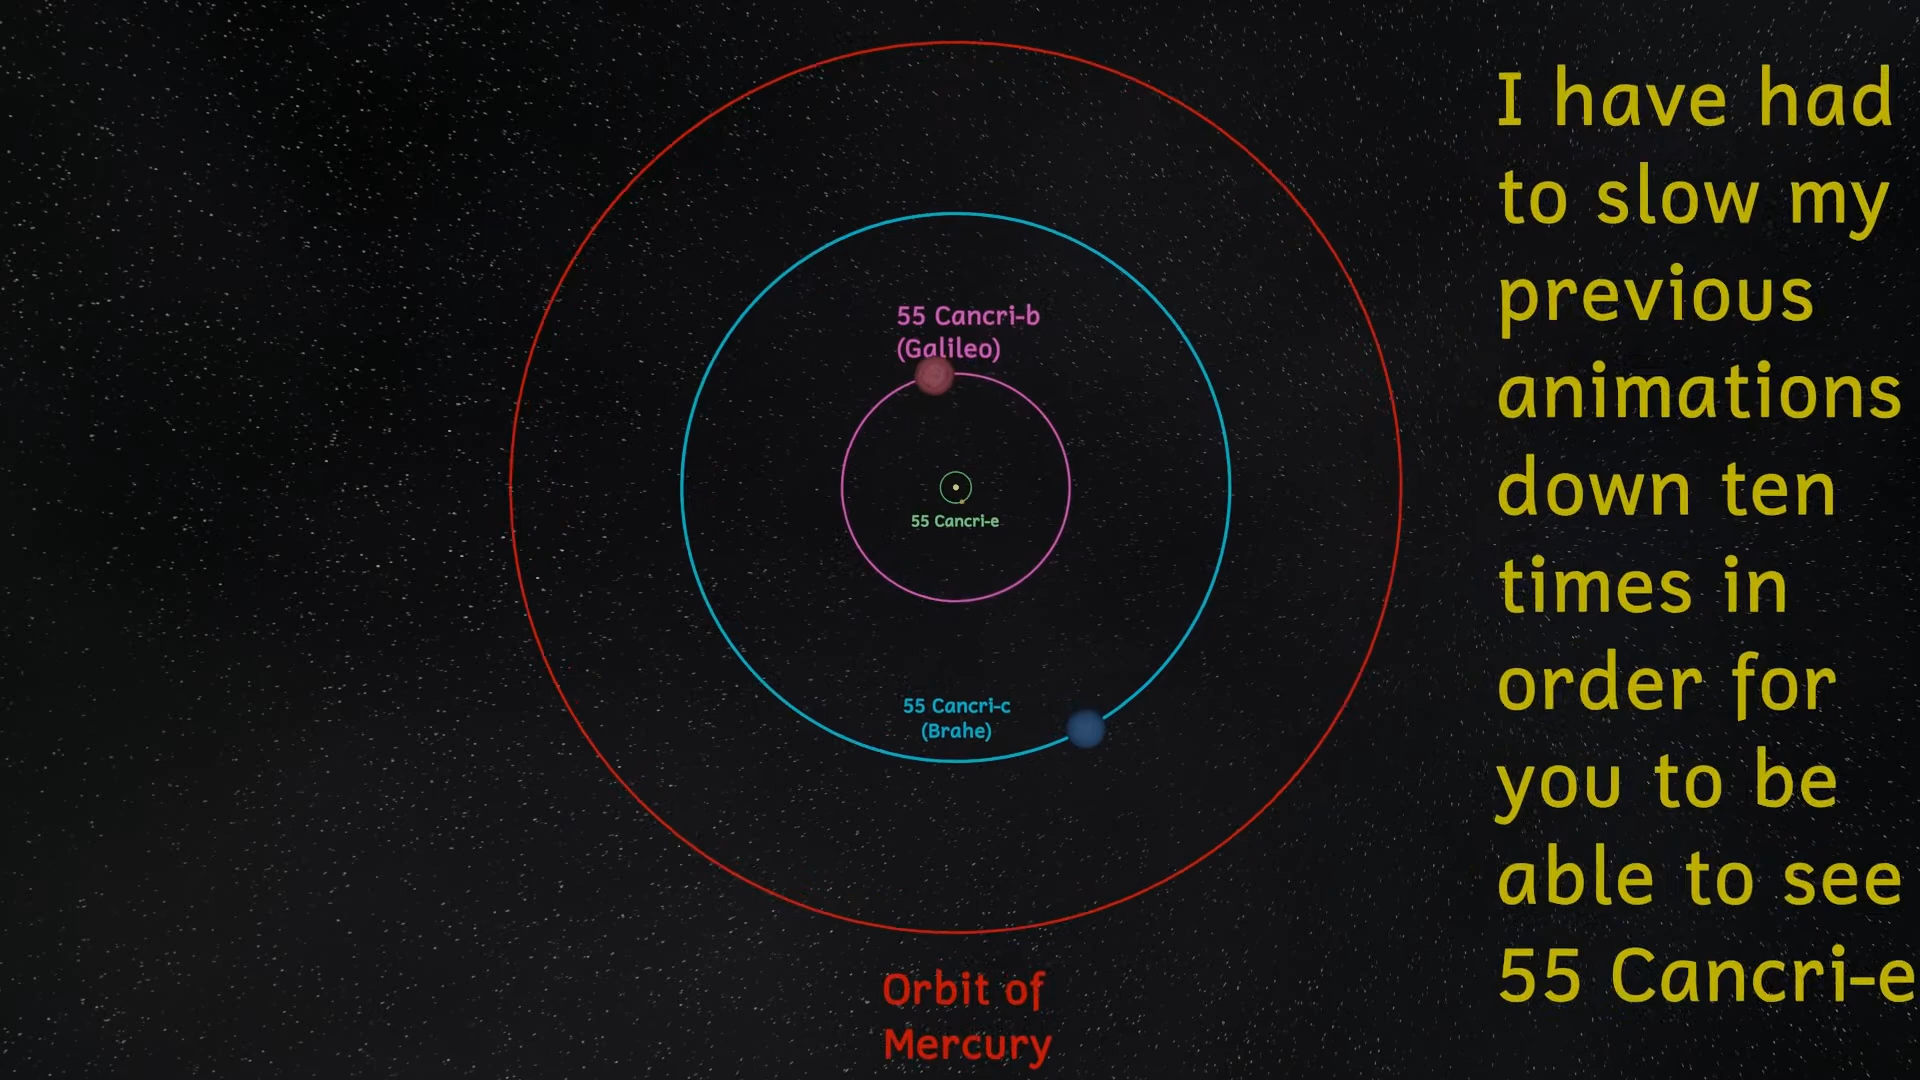 55 Cancri-b
(Galileo)
55 Cancri-e
55 Cancri-c
(Brahe)
Orbit of
Mercury
I have had
to slow my
previous
animations
down ten
times in
order for
you to be
able to see
55 Cancri-e